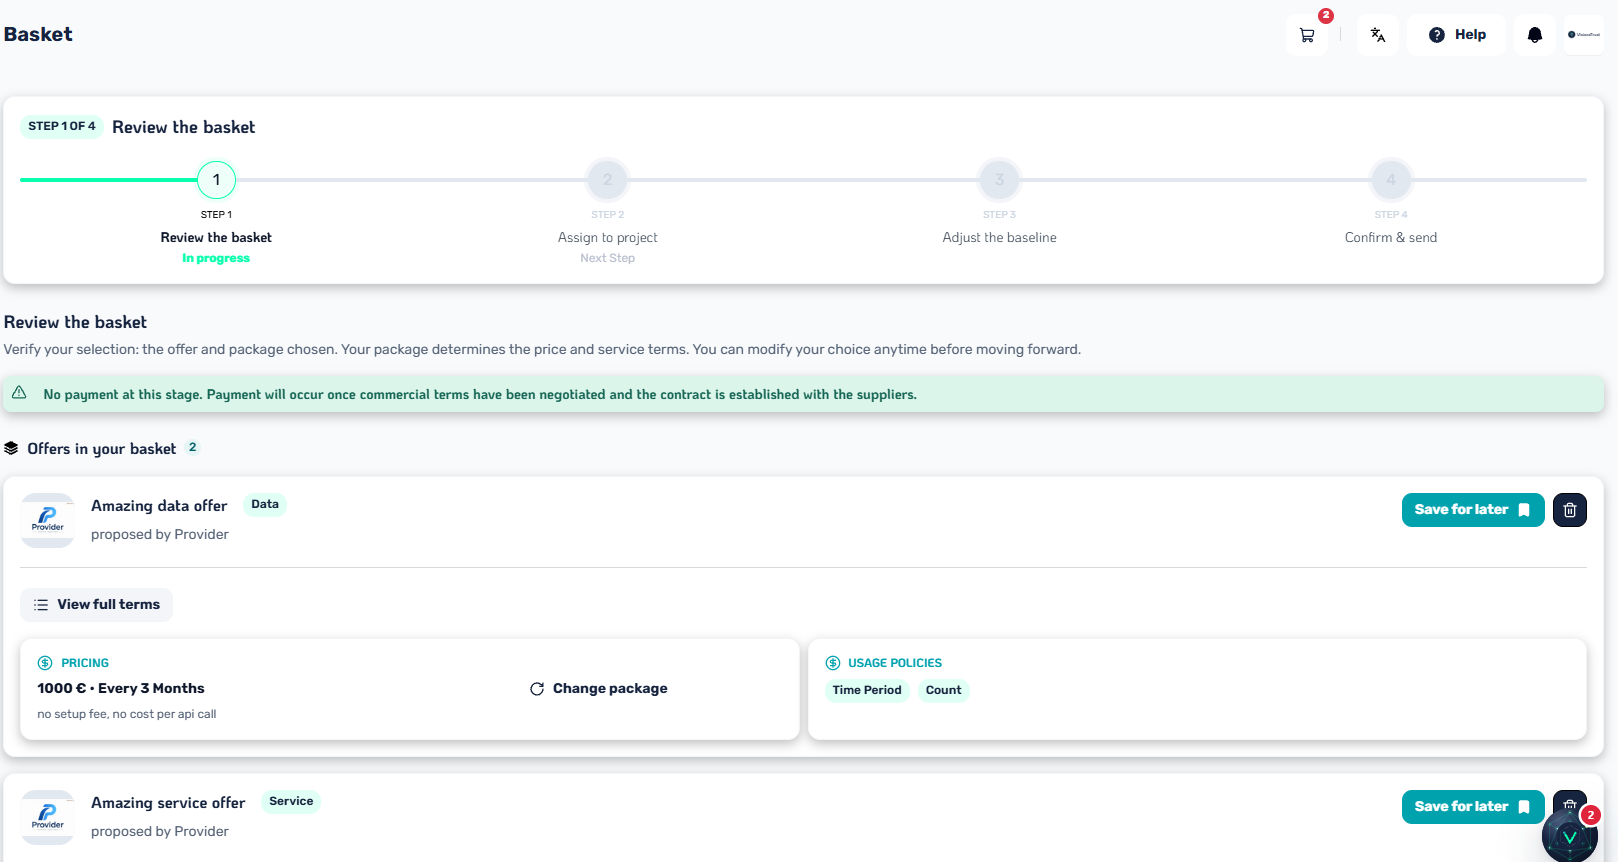 Basket
2
Help
VisionsTrust
STEP 1 OF 4 Review the basket
1
2
3
4
STEP 1
STEP 2
STEP 3
STEP 4
Review the basket
Assign to project
Adjust the baseline
Confirm & send
In progress
Next Step
Review the basket
Verify your selection: the offer and package chosen. Your package determines the price and service terms. You can modify your choice anytime before moving forward.
No payment at this stage. Payment will occur once commercial terms have been negotiated and the contract is established with the suppliers.
Offers in your basket 2
Provider
Amazing data offer Data
proposed by Provider
Save for later
View full terms
PRICING
1000 € • Every 3 Months
no setup fee, no cost per api call
Change package
USAGE POLICIES
Time Period Count
Provider
Amazing service offer Service
proposed by Provider
Save for later
2